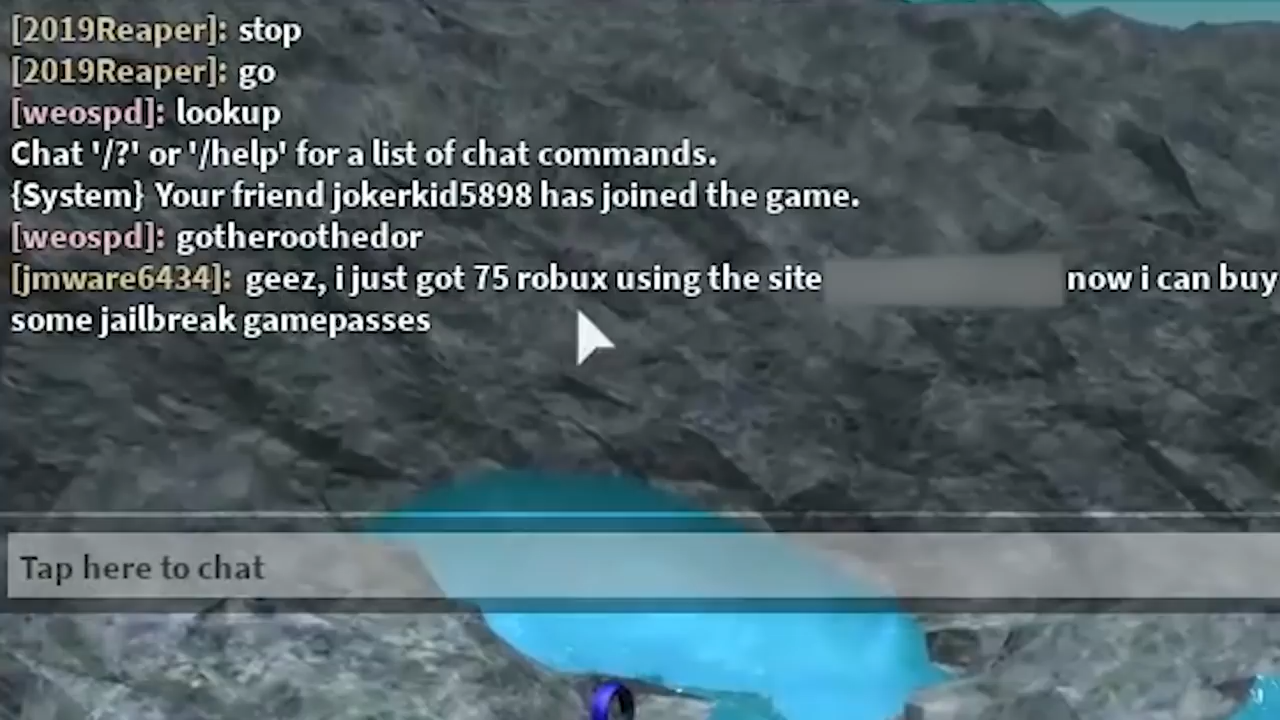 [2019Reaper]: stop
[2019Reaper]: go
[weospd]: lookup
Chat '/?' or '/help' for a list of chat commands.
{System} Your friend jokerkid5898 has joined the game.
[weospd]: gotheroothedor
[jmware6434]: geez, i just got 75 robux using the site now i can buy
some jailbreak gamepasses
Tap here to chat